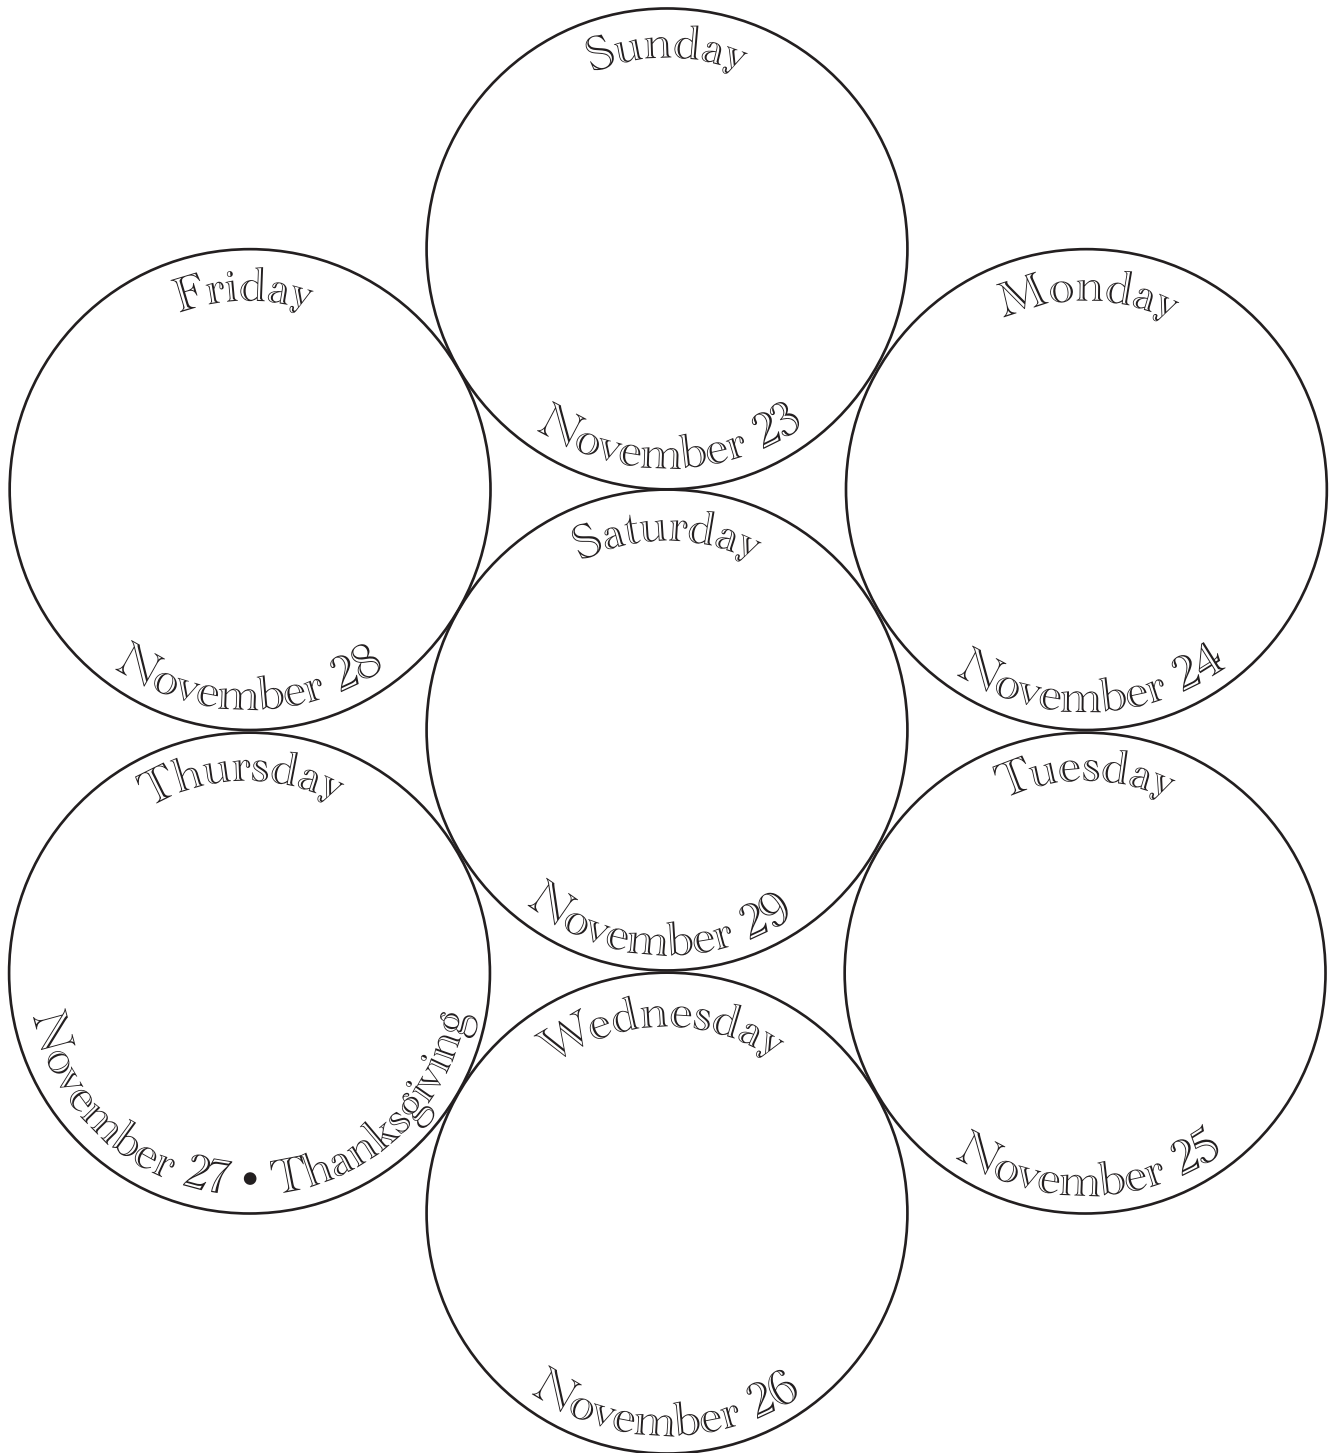 Sunday
November 23
Friday
November 28
Monday
November 24
Saturday
November 29
Thursday
November 27 • Thanksgiving
Tuesday
November 25
Wednesday
November 26